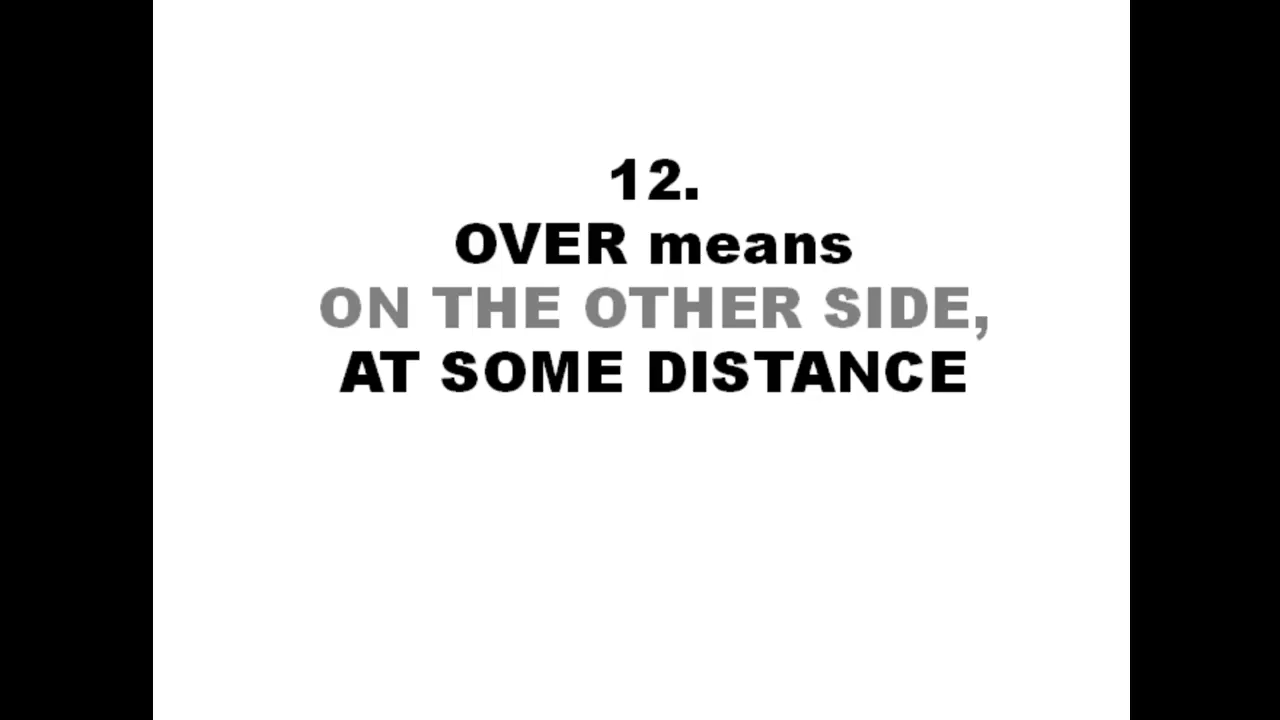 12.
OVER means
ON THE OTHER SIDE,
AT SOME DISTANCE